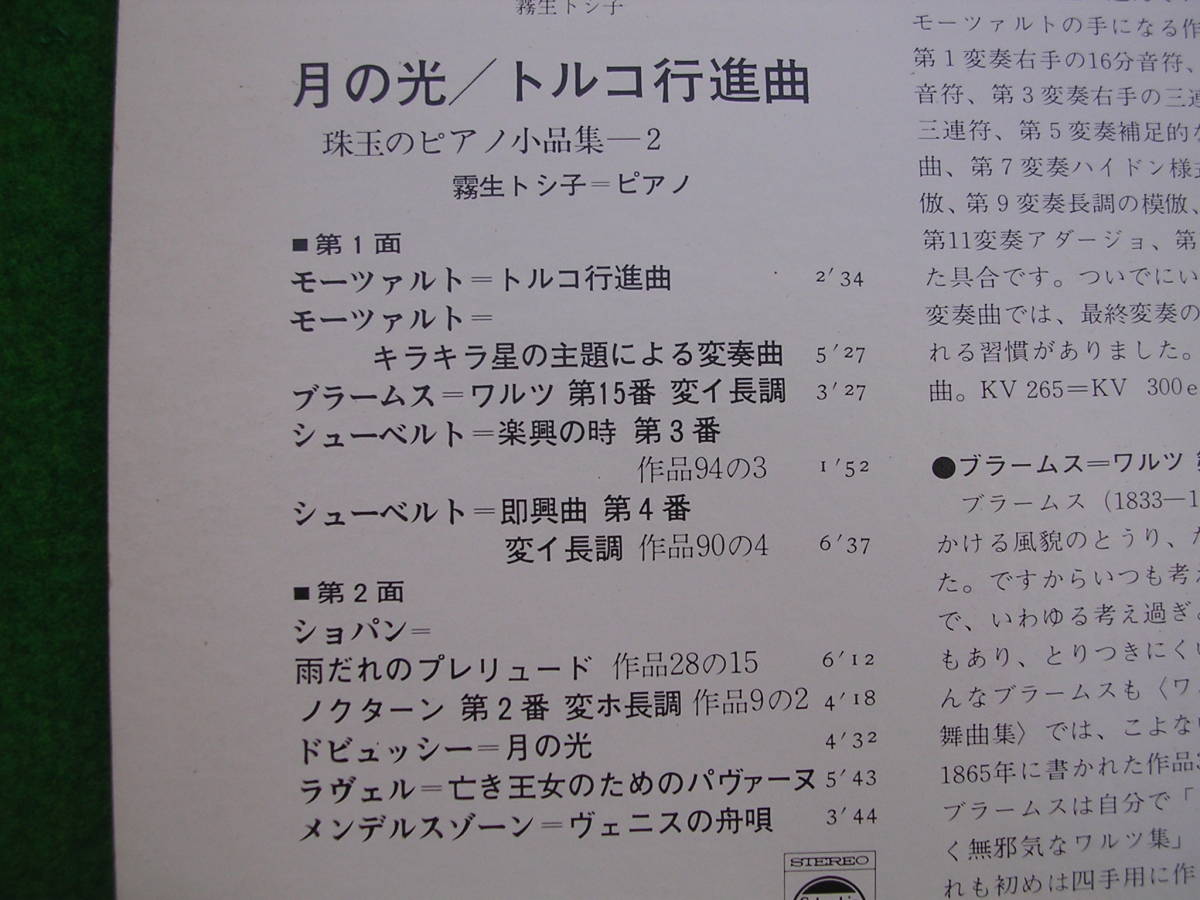 霧生トシ子
月の光／トルコ行進曲
珠玉のピアノ小品集—2
霧生トシ子＝ピアノ
■第1面
モーツァルト＝トルコ行進曲 2′34
モーツァルト＝
キラキラ星の主題による変奏曲 5′27
ブラームス＝ワルツ 第15番 変イ長調 3′27
シューベルト＝楽興の時 第3番
作品94の3 1′52
シューベルト＝即興曲 第4番
変イ長調 作品90の4 6′37
■第2面
ショパン＝
雨だれのプレリュード 作品28の15 6′12
ノクターン 第2番 変ホ長調 作品9の2 4′18
ドビュッシー＝月の光 4′32
ラヴェル＝亡き王女のためのパヴァーヌ 5′43
メンデルスゾーン＝ヴェニスの舟唄 3′44
STEREO
モーツァルトの手になる作
第1変奏右手の16分音符、
音符、第3変奏右手の三連
三連符、第5変奏補足的な
曲、第7変奏ハイドン様式
倣、第9変奏長調の模倣、
第11変奏アダージョ、第
た具合です。ついでにい
変奏曲では、最終変奏の
れる習慣がありました。
曲。KV 265＝KV 300e
●ブラームス＝ワルツ
ブラームス（1833—1
かける風貌のとうり、
た。ですからいつも考
で、いわゆる考え過ぎ
もあり、とりつきにくい
んなブラームスも〈ワ
舞曲集〉では、こよな
1865年に書かれた作品
ブラームスは自分で「
く無邪気なワルツ集」
れも初めは四手用に作